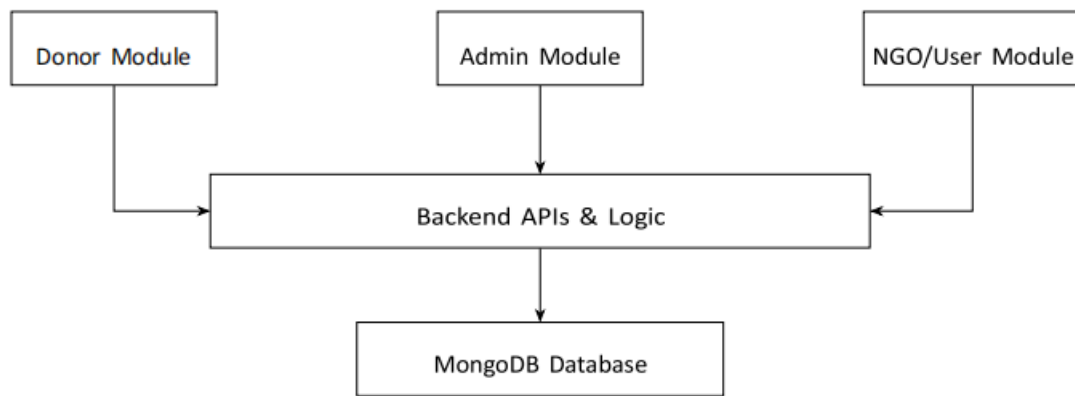 Donor Module
Admin Module
NGO/User Module
Backend APIs & Logic
MongoDB Database